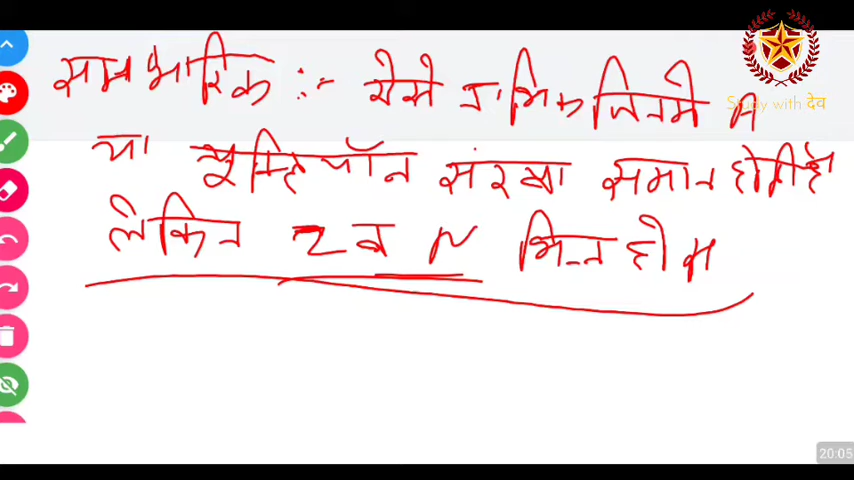 समभारिक :- ऐसे नाभिक जिनमे A
या न्यूक्लियॉन संख्या समान होती है।
लेकिन Z व N भिन्न हो
Study with देव
20:05